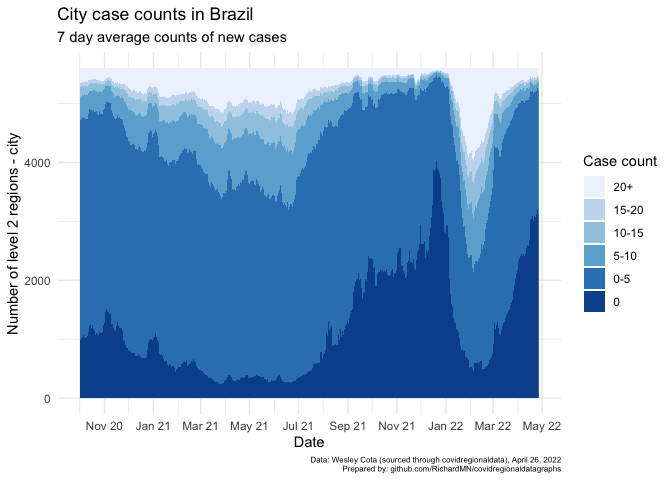 City case counts in Brazil
7 day average counts of new cases
Number of level 2 regions - city
4000
2000
0
Nov 20
Jan 21
Mar 21
May 21
Jul 21
Sep 21
Nov 21
Jan 22
Mar 22
May 22
Date
Case count
20+
15-20
10-15
5-10
0-5
0
Data: Wesley Cota (sourced through covidregionaldata), April 26, 2022
Prepared by: github.com/RichardMN/covidregionaldatagraphs